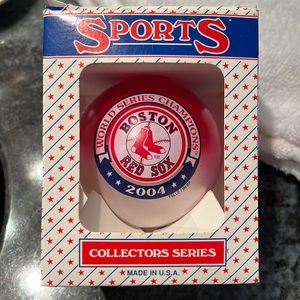 SPORTS
WORLD SERIES CHAMPIONS
BOSTON
RED SOX
2004
COLLECTORS SERIES
MADE IN U.S.A.